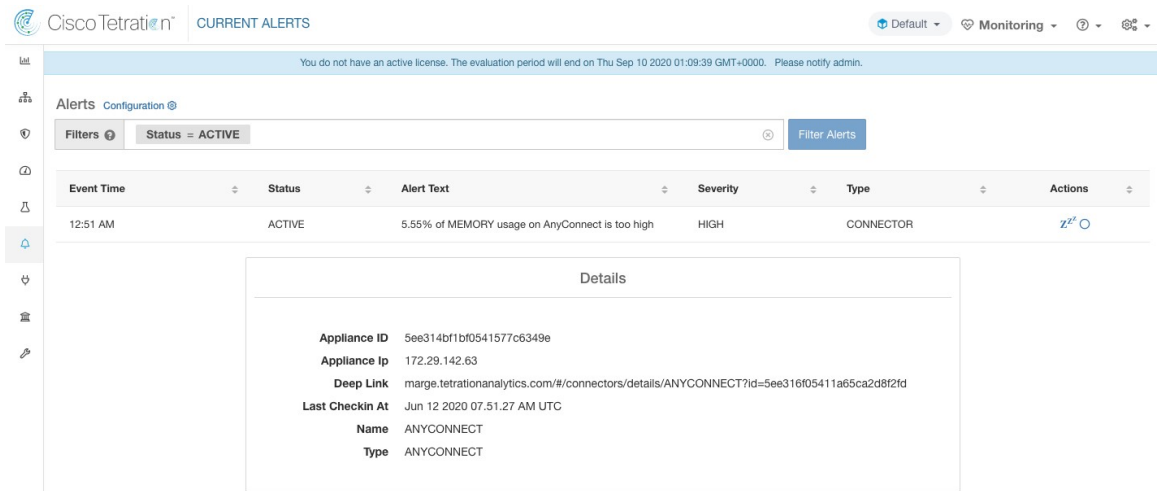 Cisco Tetration™ CURRENT ALERTS Default Monitoring
You do not have an active license. The evaluation period will end on Thu Sep 10 2020 01:09:39 GMT+0000. Please notify admin.
Alerts Configuration
Filters Status = ACTIVE Filter Alerts
Event Time Status Alert Text Severity Type Actions
12:51 AM ACTIVE 5.55% of MEMORY usage on AnyConnect is too high HIGH CONNECTOR zzz
Details
Appliance ID 5ee314bf1bf0541577c6349e
Appliance Ip 172.29.142.63
Deep Link marge.tetrationanalytics.com/#/connectors/details/ANYCONNECT?id=5ee316f05411a65ca2d8f2fd
Last Checkin At Jun 12 2020 07.51.27 AM UTC
Name ANYCONNECT
Type ANYCONNECT